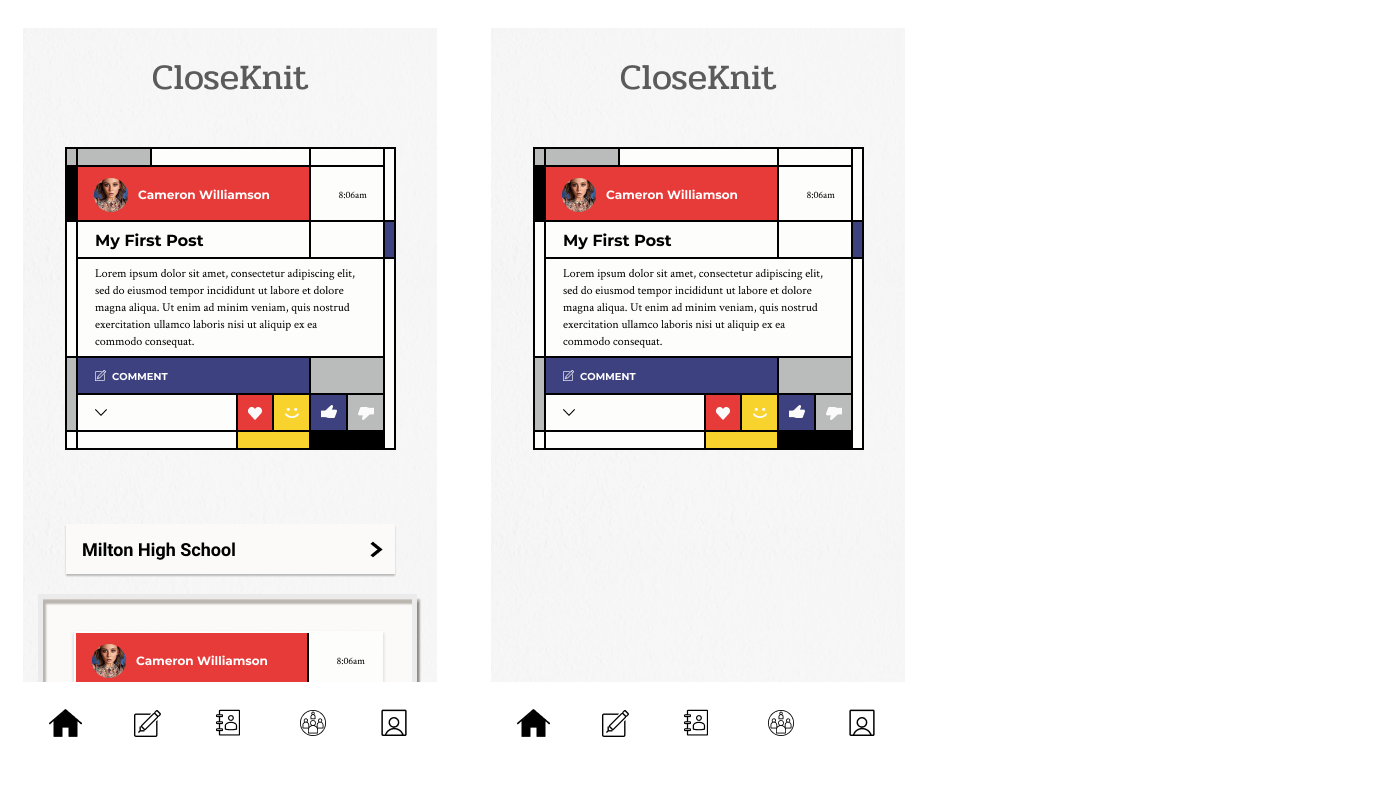 CloseKnit
Cameron Williamson
8:06am
My First Post
Lorem ipsum dolor sit amet, consectetur adipiscing elit,
sed do eiusmod tempor incididunt ut labore et dolore
magna aliqua. Ut enim ad minim veniam, quis nostrud
exercitation ullamco laboris nisi ut aliquip ex ea
commodo consequat.
COMMENT
Milton High School
Cameron Williamson
8:06am
CloseKnit
Cameron Williamson
8:06am
My First Post
Lorem ipsum dolor sit amet, consectetur adipiscing elit,
sed do eiusmod tempor incididunt ut labore et dolore
magna aliqua. Ut enim ad minim veniam, quis nostrud
exercitation ullamco laboris nisi ut aliquip ex ea
commodo consequat.
COMMENT